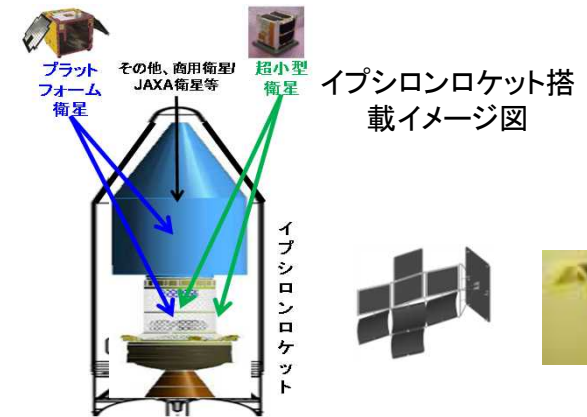 プラット
フォーム
衛星
その他、商用衛星/
JAXA衛星等
超小型
衛星
イプシロンロケット搭
載イメージ図
イプシロンロケット